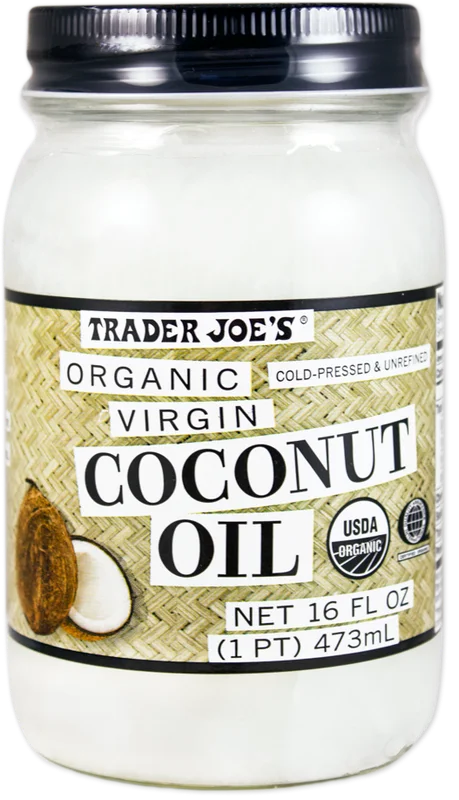 TRADER JOE'S®
ORGANIC
COLD-PRESSED & UNREFINED
VIRGIN
COCONUT
OIL
USDA
ORGANIC
NET 16 FL OZ
(1 PT) 473mL